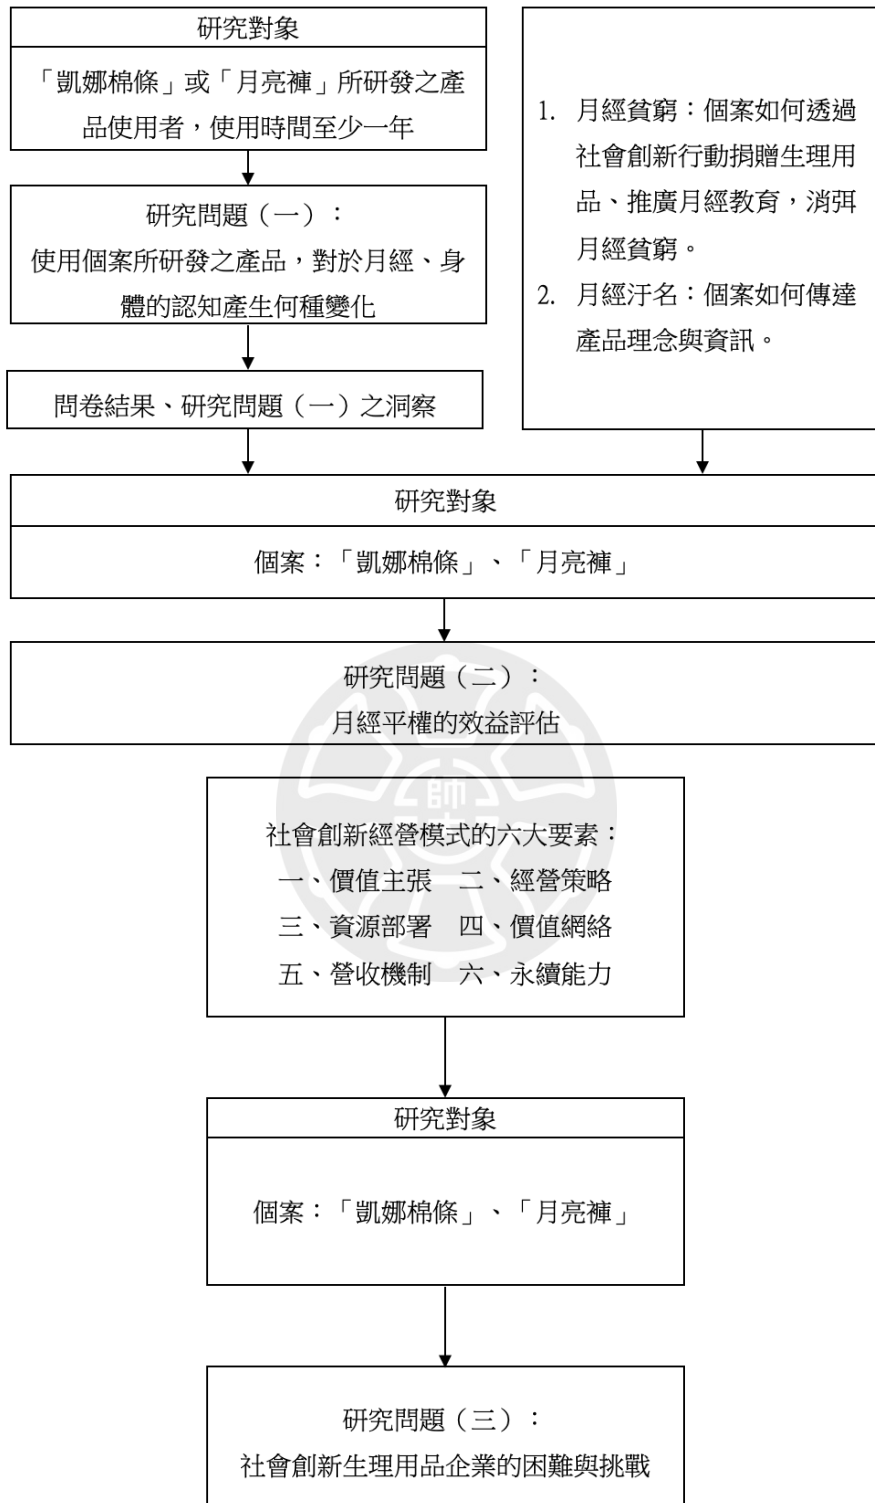 研究對象
「凱娜棉條」或「月亮褲」所研發之產
品使用者，使用時間至少一年
研究問題（一）：
使用個案所研發之產品，對於月經、身
體的認知產生何種變化
問卷結果、研究問題（一）之洞察
1. 月經貧窮：個案如何透過
社會創新行動捐贈生理用
品、推廣月經教育，消弭
月經貧窮。
2. 月經汙名：個案如何傳達
產品理念與資訊。
研究對象
個案：「凱娜棉條」、「月亮褲」
研究問題（二）：
月經平權的效益評估
社會創新經營模式的六大要素：
一、價值主張 二、經營策略
三、資源部署 四、價值網絡
五、營收機制 六、永續能力
研究對象
個案：「凱娜棉條」、「月亮褲」
研究問題（三）：
社會創新生理用品企業的困難與挑戰